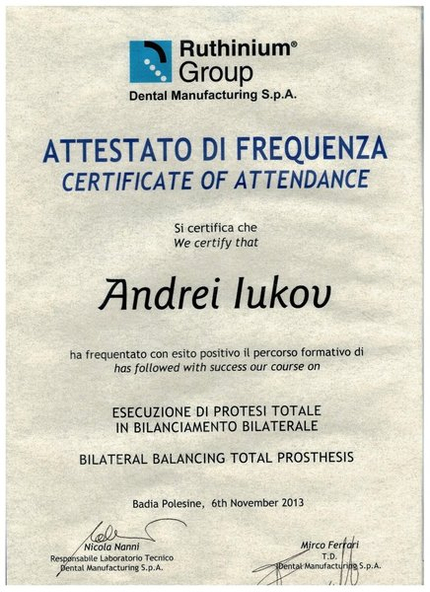 Ruthinium®
Group
Dental Manufacturing S.p.A.
ATTESTATO DI FREQUENZA
CERTIFICATE OF ATTENDANCE
Si certifica che
We certify that
Andrei Iukov
ha frequentato con esito positivo il percorso formativo di
has followed with success our course on
ESECUZIONE DI PROTESI TOTALE
IN BILANCIAMENTO BILATERALE
BILATERAL BALANCING TOTAL PROSTHESIS
Badia Polesine, 6th November 2013
Nicola Nanni
Responsabile Laboratorio Tecnico
Dental Manufacturing S.p.A.
Mirco Ferrari
T.D.
Dental Manufacturing S.p.A.